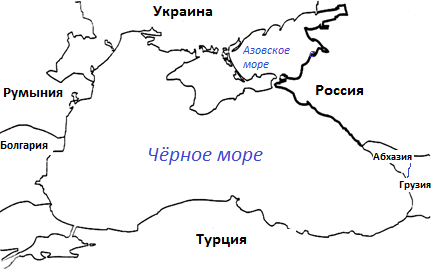 Украина
Азовское
море
Румыния
Россия
Болгария
Чёрное море
Абхазия
Грузия
Турция